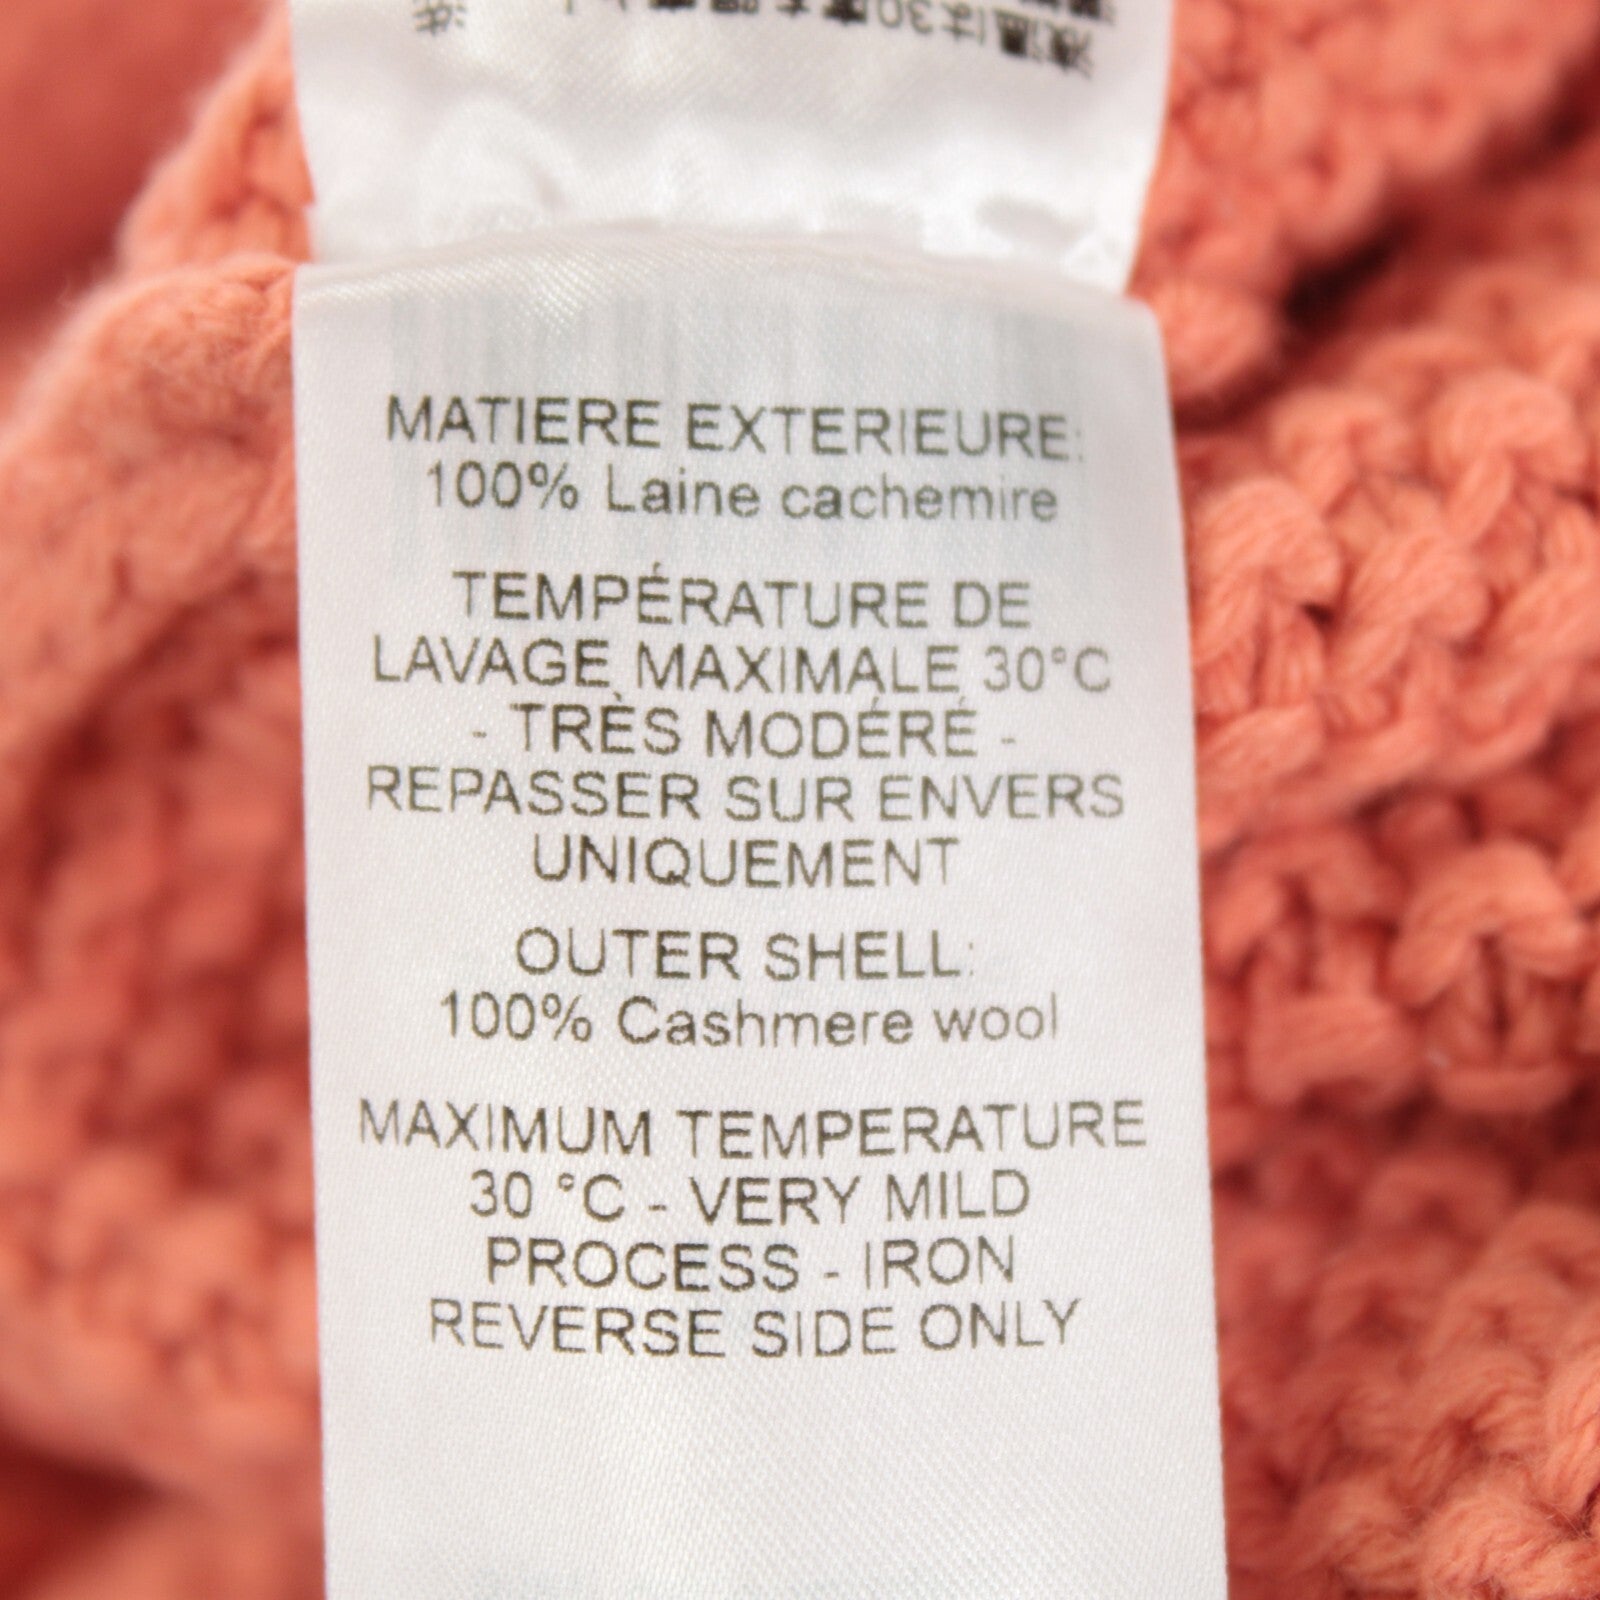 MATIERE EXTERIEURE:
100% Laine cachemire
TEMPÉRATURE DE
LAVAGE MAXIMALE 30°C
- TRÈS MODÉRÉ -
REPASSER SUR ENVERS
UNIQUEMENT
OUTER SHELL:
100% Cashmere wool
MAXIMUM TEMPERATURE
30 °C - VERY MILD
PROCESS - IRON
REVERSE SIDE ONLY